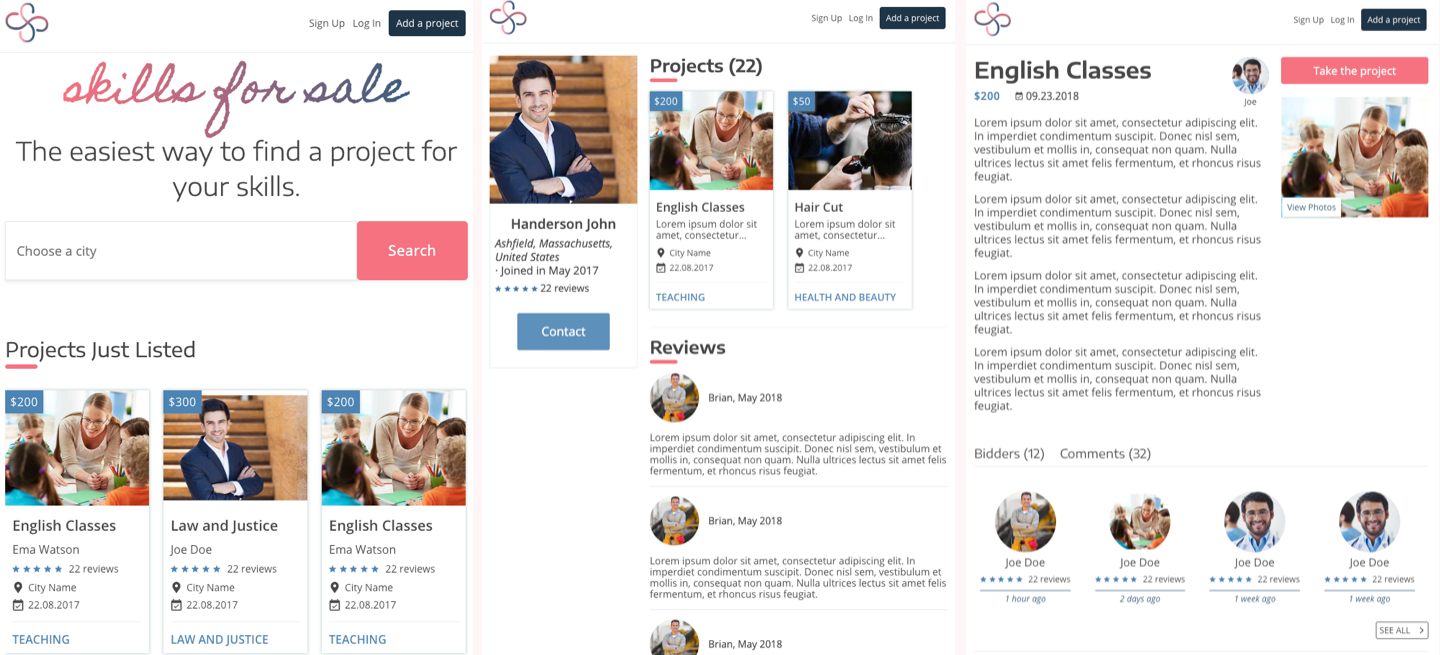 Sign Up Log In Add a project
skills for sale
The easiest way to find a project for
your skills.
Choose a city
Search
Projects Just Listed
$200
English Classes
Ema Watson
22 reviews
City Name
22.08.2017
TEACHING
$300
Law and Justice
Joe Doe
22 reviews
City Name
22.08.2017
LAW AND JUSTICE
$200
English Classes
Ema Watson
22 reviews
City Name
22.08.2017
TEACHING
Sign Up Log In Add a project
Handerson John
Ashfield, Massachusetts,
United States
· Joined in May 2017
22 reviews
Contact
Projects (22)
$200
English Classes
Lorem ipsum dolor sit
amet, consectetur...
City Name
22.08.2017
TEACHING
$50
Hair Cut
Lorem ipsum dolor sit
amet, consectetur...
City Name
22.08.2017
HEALTH AND BEAUTY
Reviews
Brian, May 2018
Lorem ipsum dolor sit amet, consectetur adipiscing elit. In
imperdiet condimentum suscipit. Donec nisl sem, vestibulum et
mollis in, consequat non quam. Nulla ultrices lectus sit amet felis
fermentum, et rhoncus risus feugiat.
Brian, May 2018
Lorem ipsum dolor sit amet, consectetur adipiscing elit. In
imperdiet condimentum suscipit. Donec nisl sem, vestibulum et
mollis in, consequat non quam. Nulla ultrices lectus sit amet felis
fermentum, et rhoncus risus feugiat.
Brian, May 2018
Sign Up Log In Add a project
English Classes
$200 09.23.2018
Joe
Lorem ipsum dolor sit amet, consectetur adipiscing elit.
In imperdiet condimentum suscipit. Donec nisl sem,
vestibulum et mollis in, consequat non quam. Nulla
ultrices lectus sit amet felis fermentum, et rhoncus risus
feugiat.
Lorem ipsum dolor sit amet, consectetur adipiscing elit.
In imperdiet condimentum suscipit. Donec nisl sem,
vestibulum et mollis in, consequat non quam. Nulla
ultrices lectus sit amet felis fermentum, et rhoncus risus
feugiat.
Lorem ipsum dolor sit amet, consectetur adipiscing elit.
In imperdiet condimentum suscipit. Donec nisl sem,
vestibulum et mollis in, consequat non quam. Nulla
ultrices lectus sit amet felis fermentum, et rhoncus risus
feugiat.
Lorem ipsum dolor sit amet, consectetur adipiscing elit.
In imperdiet condimentum suscipit. Donec nisl sem,
vestibulum et mollis in, consequat non quam. Nulla
ultrices lectus sit amet felis fermentum, et rhoncus risus
feugiat.
Take the project
View Photos
Bidders (12) Comments (32)
Joe Doe
22 reviews
1 hour ago
Joe Doe
22 reviews
2 days ago
Joe Doe
22 reviews
1 week ago
Joe Doe
22 reviews
1 week ago
SEE ALL